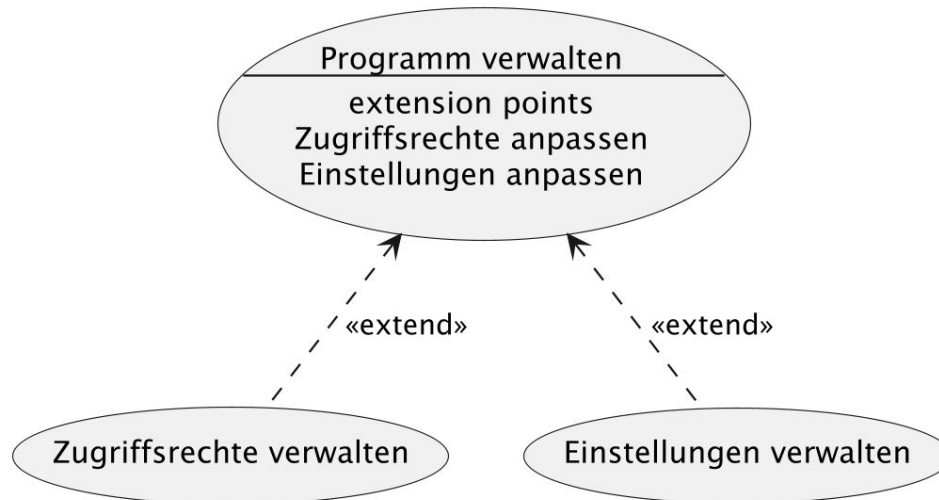 Programm verwalten
extension points
Zugriffsrechte anpassen
Einstellungen anpassen
«extend»
«extend»
Zugriffsrechte verwalten
Einstellungen verwalten